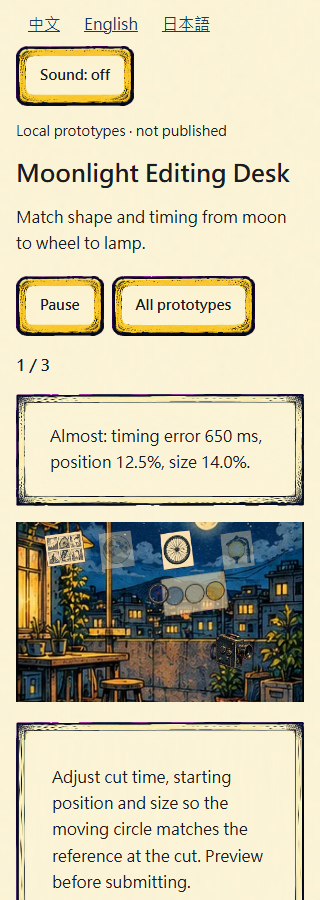 中文 English 日本語
Sound: off
Local prototypes · not published
Moonlight Editing Desk
Match shape and timing from moon
to wheel to lamp.
Pause All prototypes
1 / 3
Almost: timing error 650 ms,
position 12.5%, size 14.0%.
Adjust cut time, starting
position and size so the
moving circle matches the
reference at the cut. Preview
before submitting.